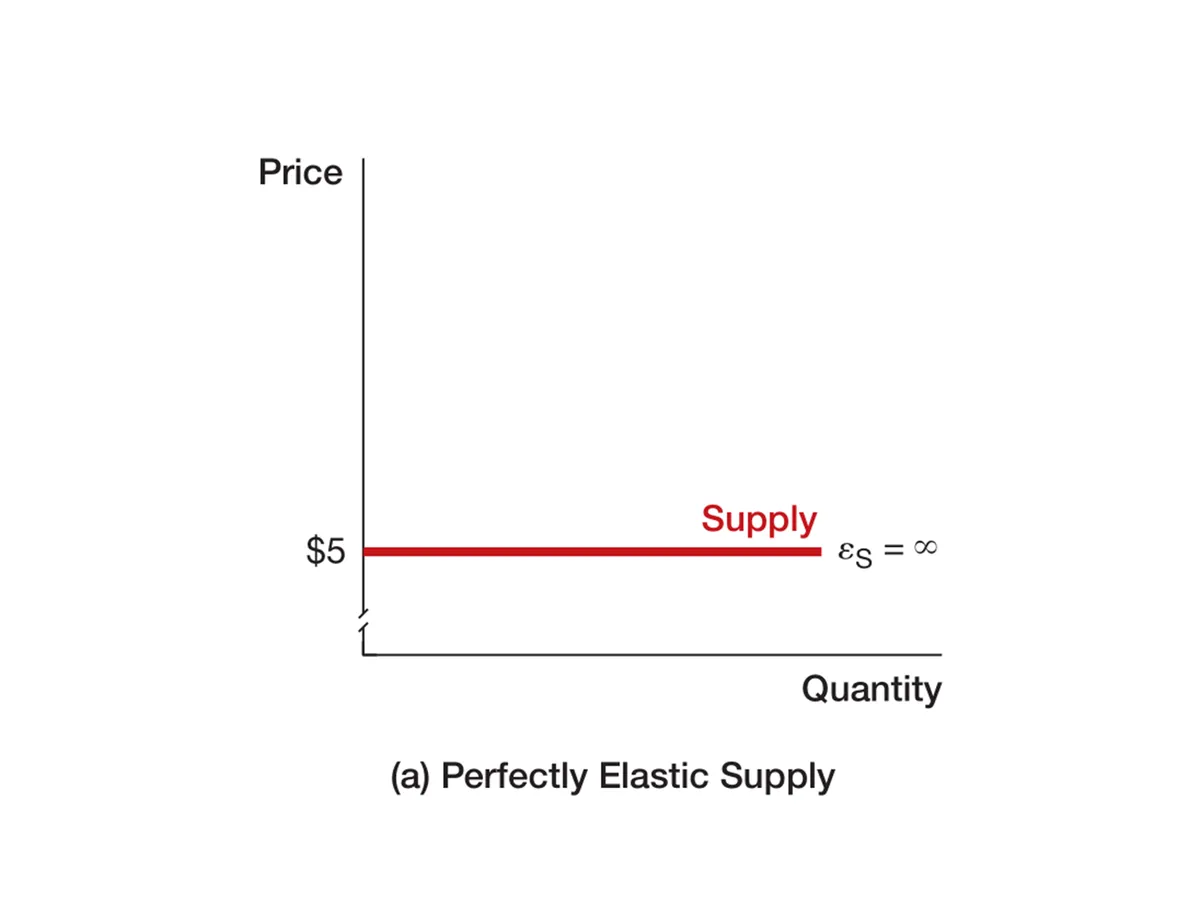 Price
Supply
$5
εS = ∞
Quantity
(a) Perfectly Elastic Supply